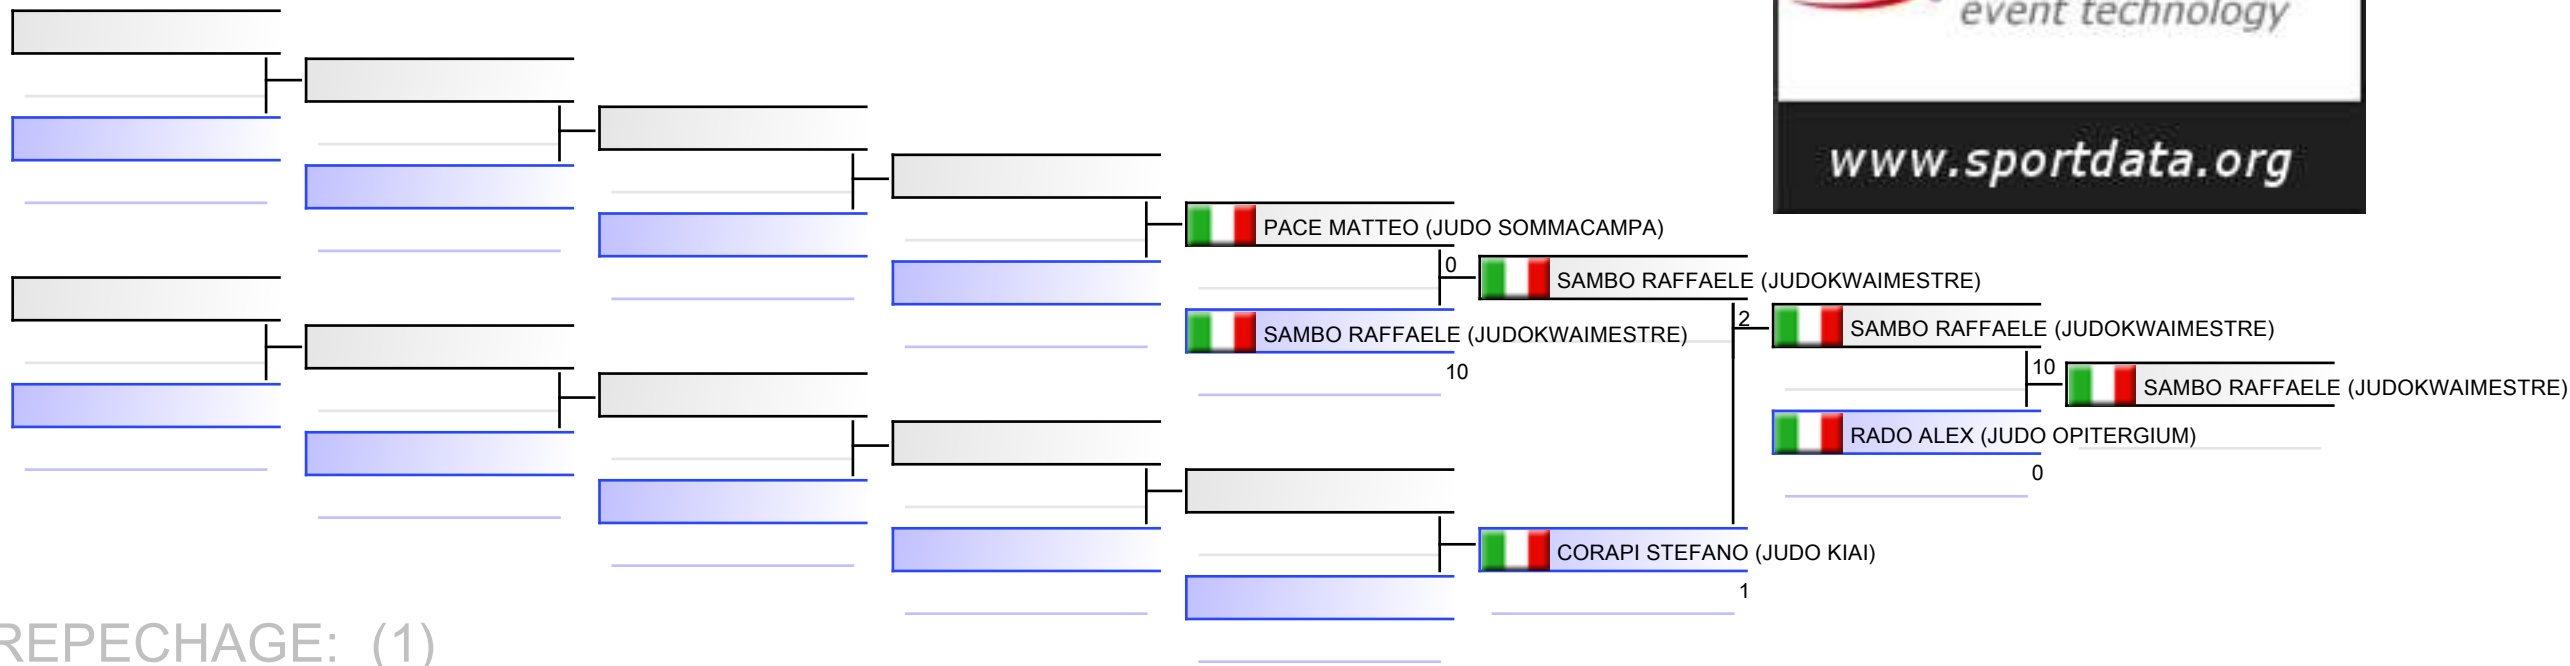 event technology
www.sportdata.org
PACE MATTEO (JUDO SOMMACAMPA)
0
SAMBO RAFFAELE (JUDOKWAIMESTRE)
SAMBO RAFFAELE (JUDOKWAIMESTRE)
10
2
SAMBO RAFFAELE (JUDOKWAIMESTRE)
10
SAMBO RAFFAELE (JUDOKWAIMESTRE)
RADO ALEX (JUDO OPITERGIUM)
0
CORAPI STEFANO (JUDO KIAI)
1
REPECHAGE: (1)